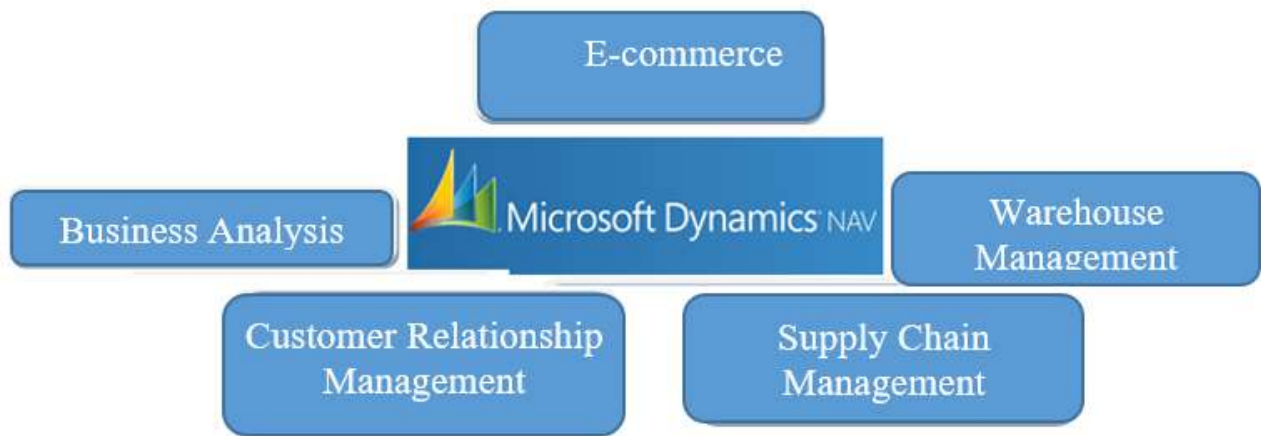 E-commerce
Microsoft Dynamics NAV
Business Analysis
Warehouse
Management
Customer Relationship
Management
Supply Chain
Management